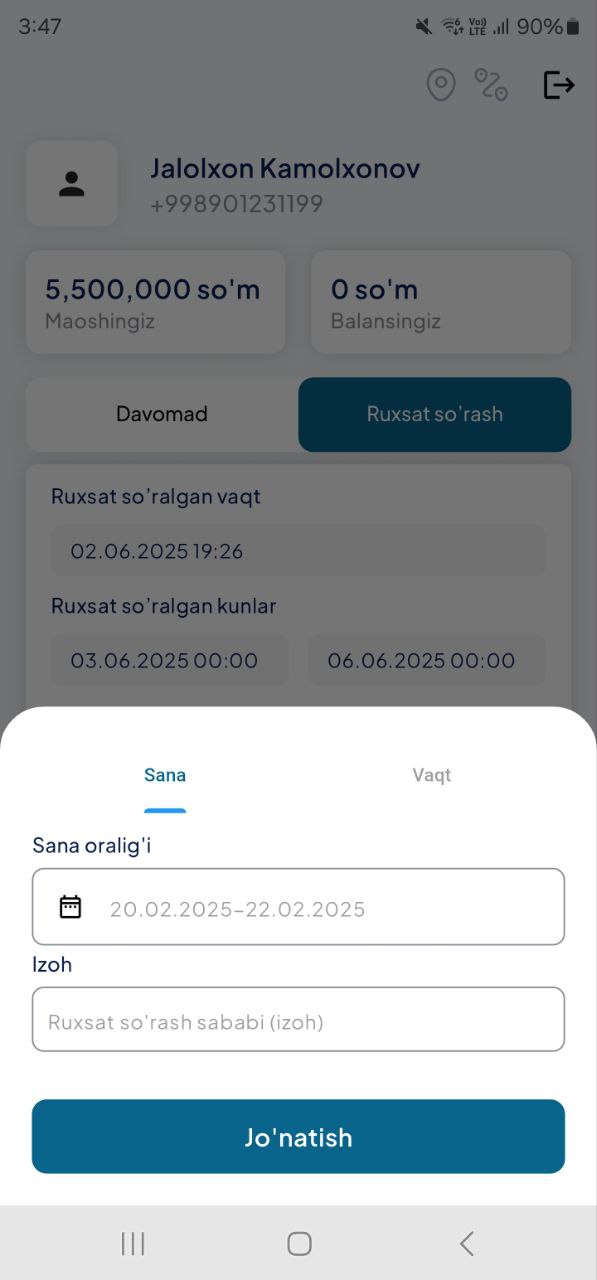 3:47
Vo))
LTE
90%
Jalolxon Kamolxonov
+998901231199
5,500,000 so'm
Maoshingiz
0 so'm
Balansingiz
Davomad
Ruxsat so’rash
Ruxsat so’ralgan vaqt
02.06.2025 19:26
Ruxsat so’ralgan kunlar
03.06.2025 00:00
06.06.2025 00:00
Sana
Vaqt
Sana oralig'i
20.02.2025–22.02.2025
Izoh
Ruxsat so'rash sababi (izoh)
Jo'natish